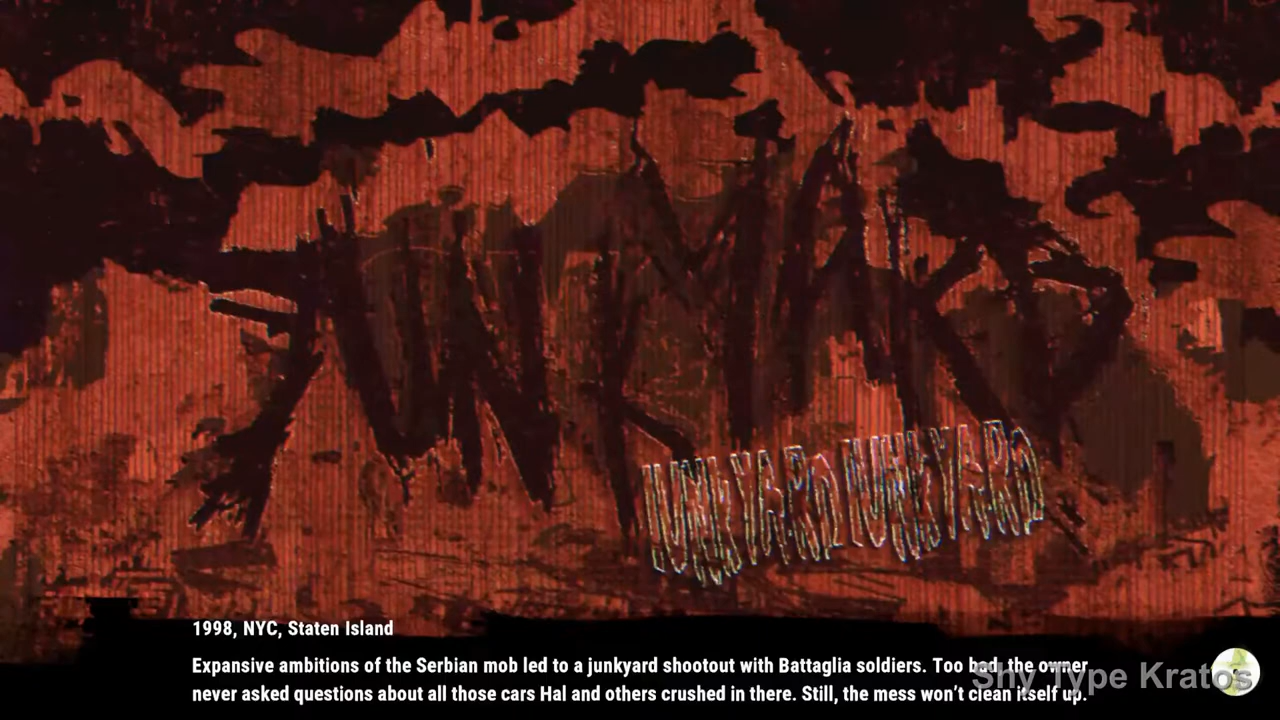 JUNKYARD
JUNKYARD JUNKYARD
1998, NYC, Staten Island
Expansive ambitions of the Serbian mob led to a junkyard shootout with Battaglia soldiers. Too bad, the owner
never asked questions about all those cars Hal and others crushed in there. Still, the mess won't clean itself up.
Shy Type Kratos